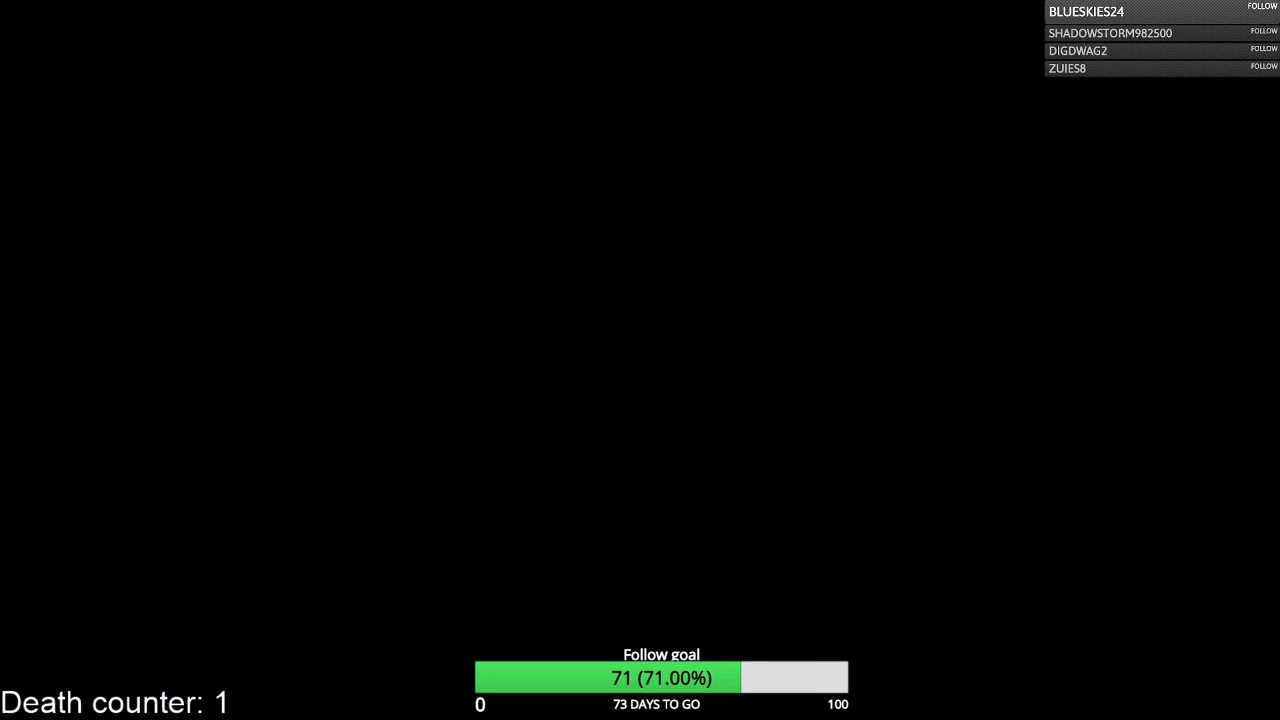 BLUESKIES24 FOLLOW
SHADOWSTORM982500 FOLLOW
DIGDWAG2 FOLLOW
ZUIES8 FOLLOW
Follow goal
71 (71.00%)
0 73 DAYS TO GO 100
Death counter: 1